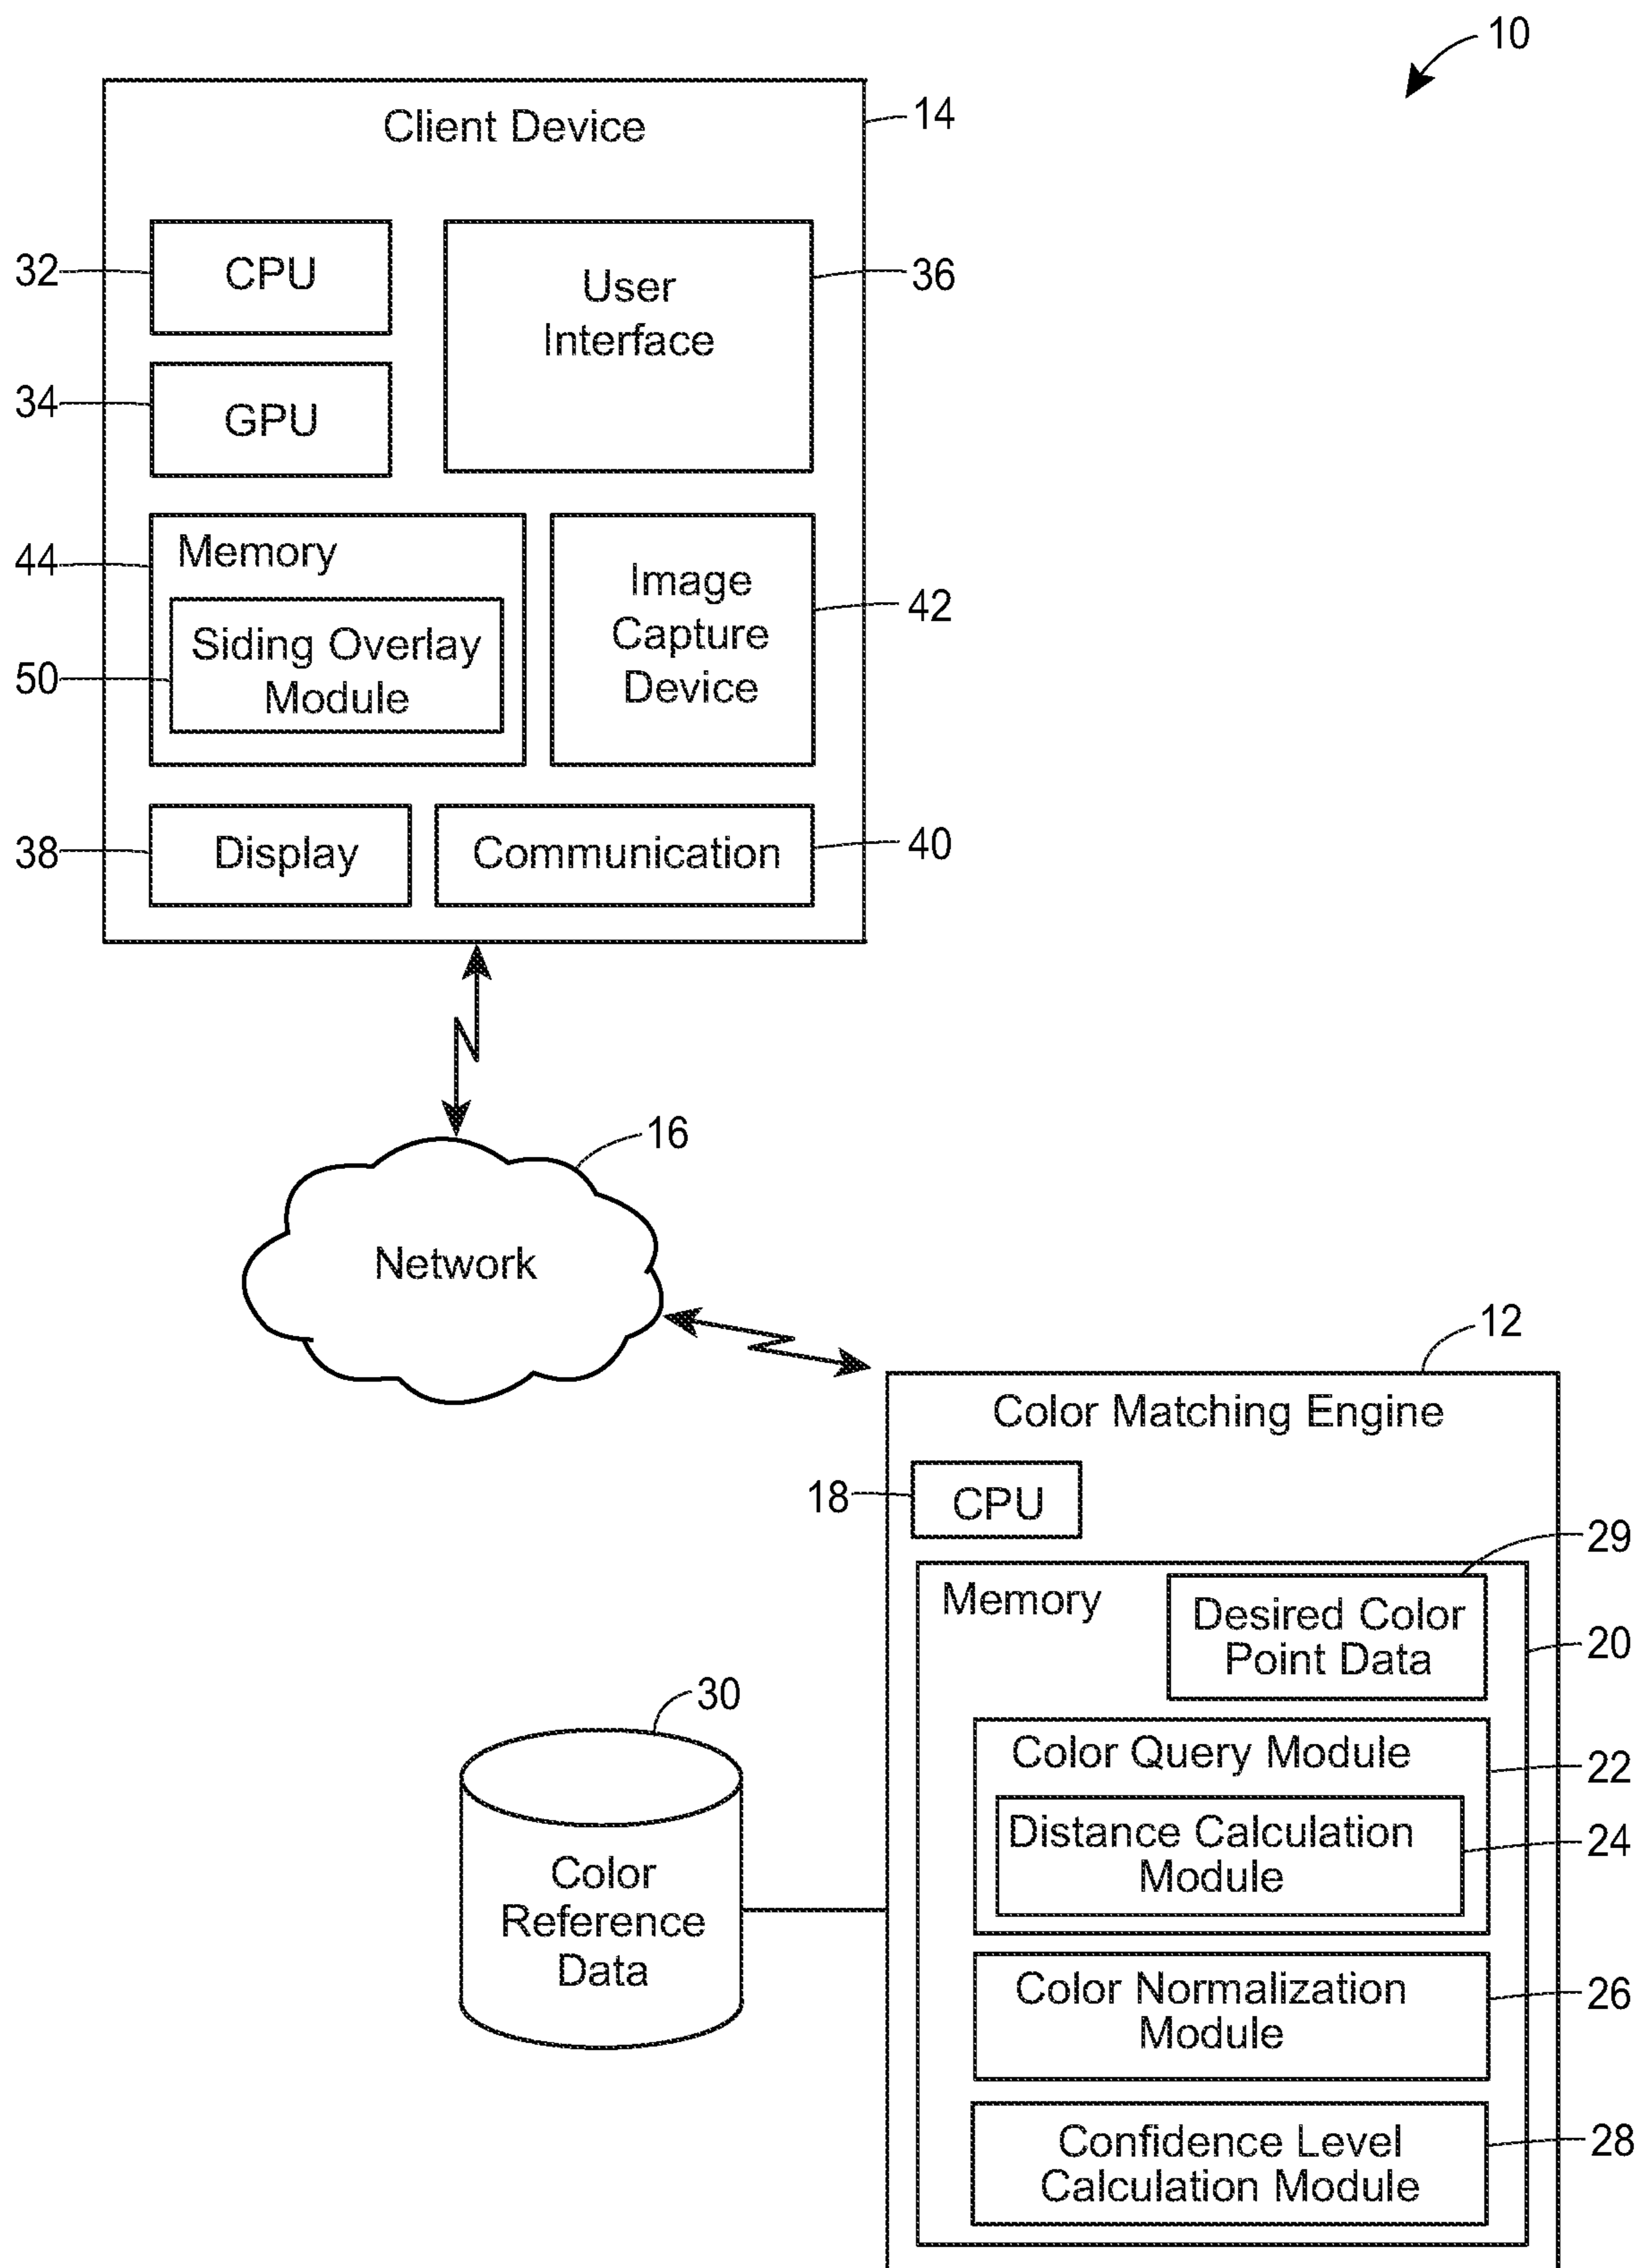 10
Client Device
14
32
CPU
User
Interface
36
34
GPU
44
Memory
Siding Overlay
Module
50
Image
Capture
Device
42
38
Display
Communication
40
16
Network
12
Color Matching Engine
18
CPU
29
Memory
Desired Color
Point Data
20
Color Query Module
22
Distance Calculation
Module
24
30
Color
Reference
Data
Color Normalization
Module
26
Confidence Level
Calculation Module
28